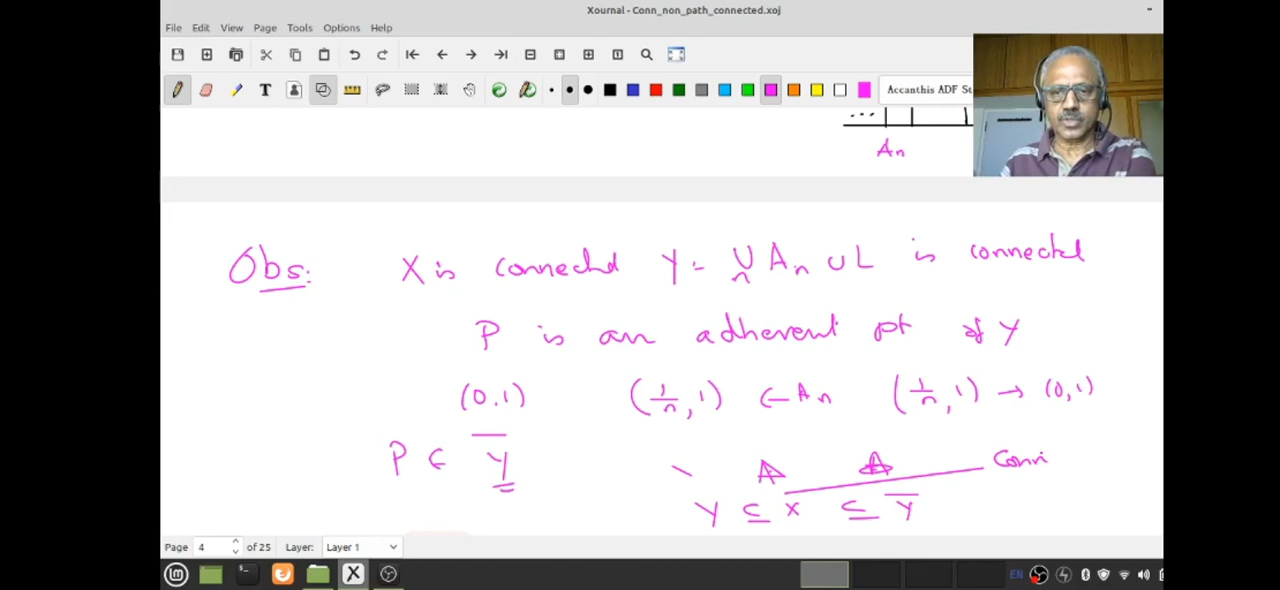 Xournal - Conn_non_path_connected.xoj
File Edit View Page Tools Options Help
T Accanthis ADF St
...
An
Obs: X is connected Y = ∪ An ∪ L is connected
n
P is an adherent pt of Y
(0,1) (1/n, 1) ∈ An (1/n, 1) → (0,1)
P ∈ Y̅
A A Conn
Y ⊆ X ⊆ Y̅
Page 4 of 25 Layer: Layer 1
EN